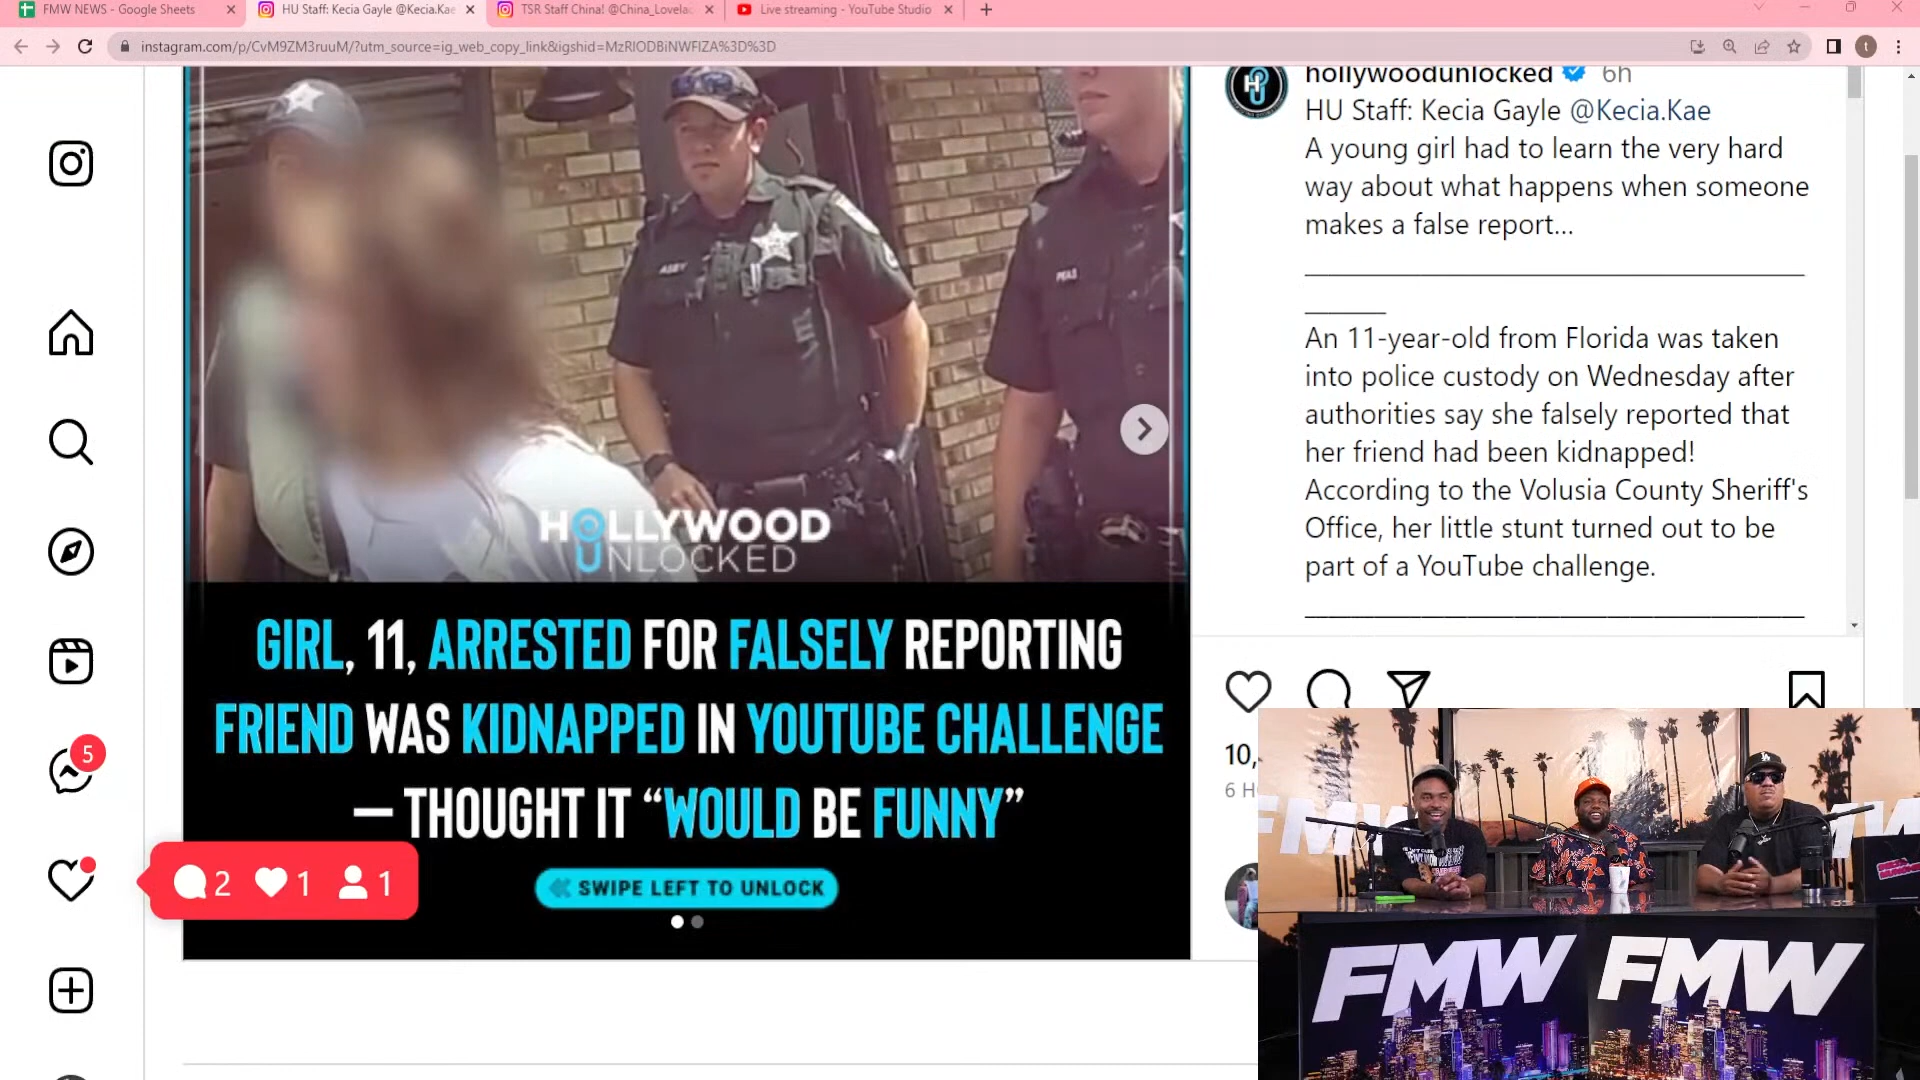 FMW NEWS - Google Sheets
HU Staff: Kecia Gayle @Kecia.Kae
TSR Staff China! @China_Lovela
Live streaming - YouTube Studio
instagram.com/p/CvM9ZM3ruuM/?utm_source=ig_web_copy_link&igshid=MzRlODBiNWFlZA%3D%3D
t
hollywoodunlocked 6h
HU Staff: Kecia Gayle @Kecia.Kae
A young girl had to learn the very hard
way about what happens when someone
makes a false report...
An 11-year-old from Florida was taken
into police custody on Wednesday after
authorities say she falsely reported that
her friend had been kidnapped!
According to the Volusia County Sheriff's
Office, her little stunt turned out to be
part of a YouTube challenge.
HOLLYWOOD
UNLOCKED
GIRL, 11, ARRESTED FOR FALSELY REPORTING
FRIEND WAS KIDNAPPED IN YOUTUBE CHALLENGE
— THOUGHT IT “WOULD BE FUNNY”
SWIPE LEFT TO UNLOCK
5
2 1 1
10,
6 H
FMW FMW